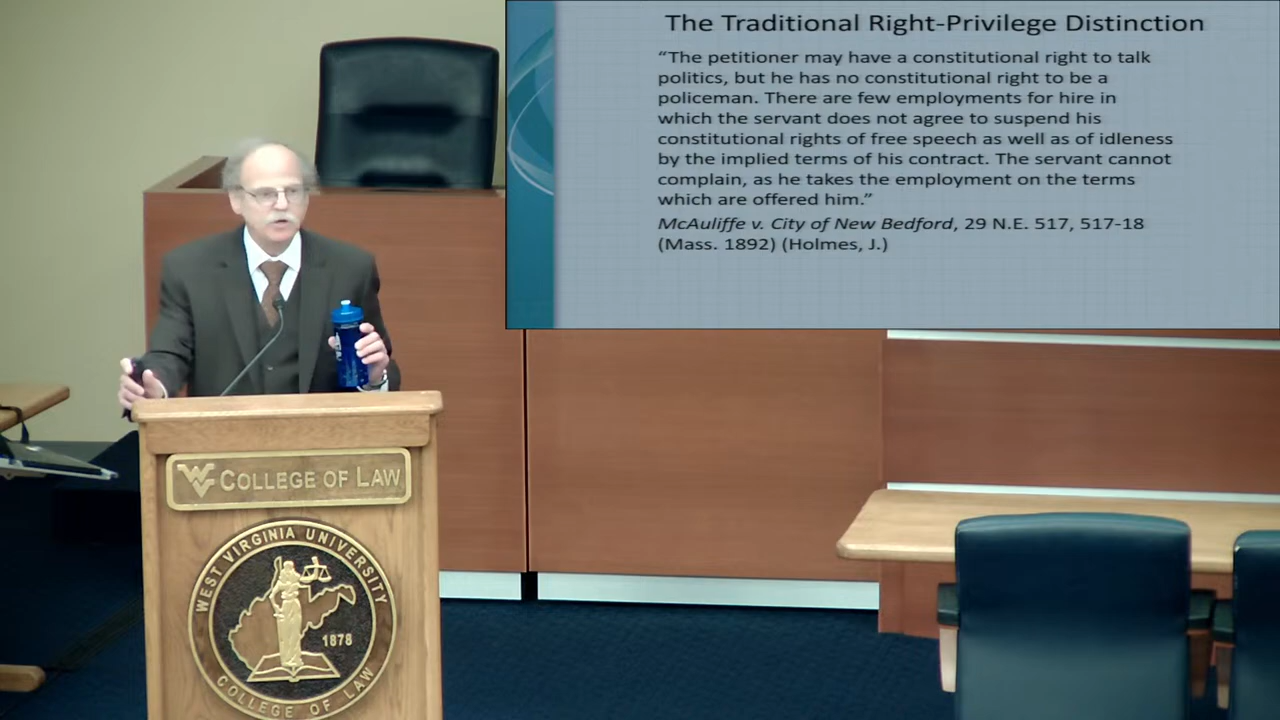 The Traditional Right-Privilege Distinction
“The petitioner may have a constitutional right to talk
politics, but he has no constitutional right to be a
policeman. There are few employments for hire in
which the servant does not agree to suspend his
constitutional rights of free speech as well as of idleness
by the implied terms of his contract. The servant cannot
complain, as he takes the employment on the terms
which are offered him.”
McAuliffe v. City of New Bedford, 29 N.E. 517, 517-18
(Mass. 1892) (Holmes, J.)
WV COLLEGE OF LAW
WEST VIRGINIA UNIVERSITY
1878
COLLEGE OF LAW